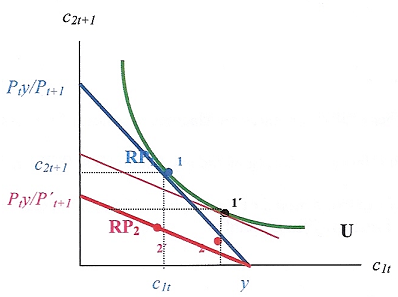 c2t+1
Pty/Pt+1
c2t+1
RP1 1
Pty/P´t+1
1´
RP2
2
2
U
c1t
y
c1t